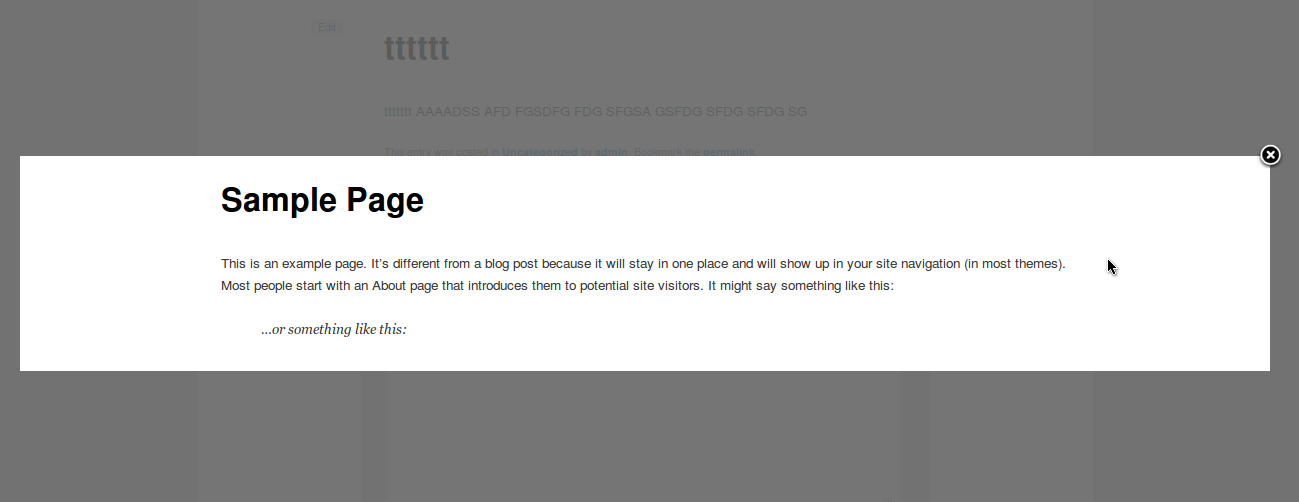 Edit
tttttt
ttttttt AAAADSS AFD FGSDFG FDG SFGSA GSFDG SFDG SFDG SG
This entry was posted in Uncategorized by admin. Bookmark the permalink.
Sample Page
This is an example page. It’s different from a blog post because it will stay in one place and will show up in your site navigation (in most themes).
Most people start with an About page that introduces them to potential site visitors. It might say something like this:
...or something like this: